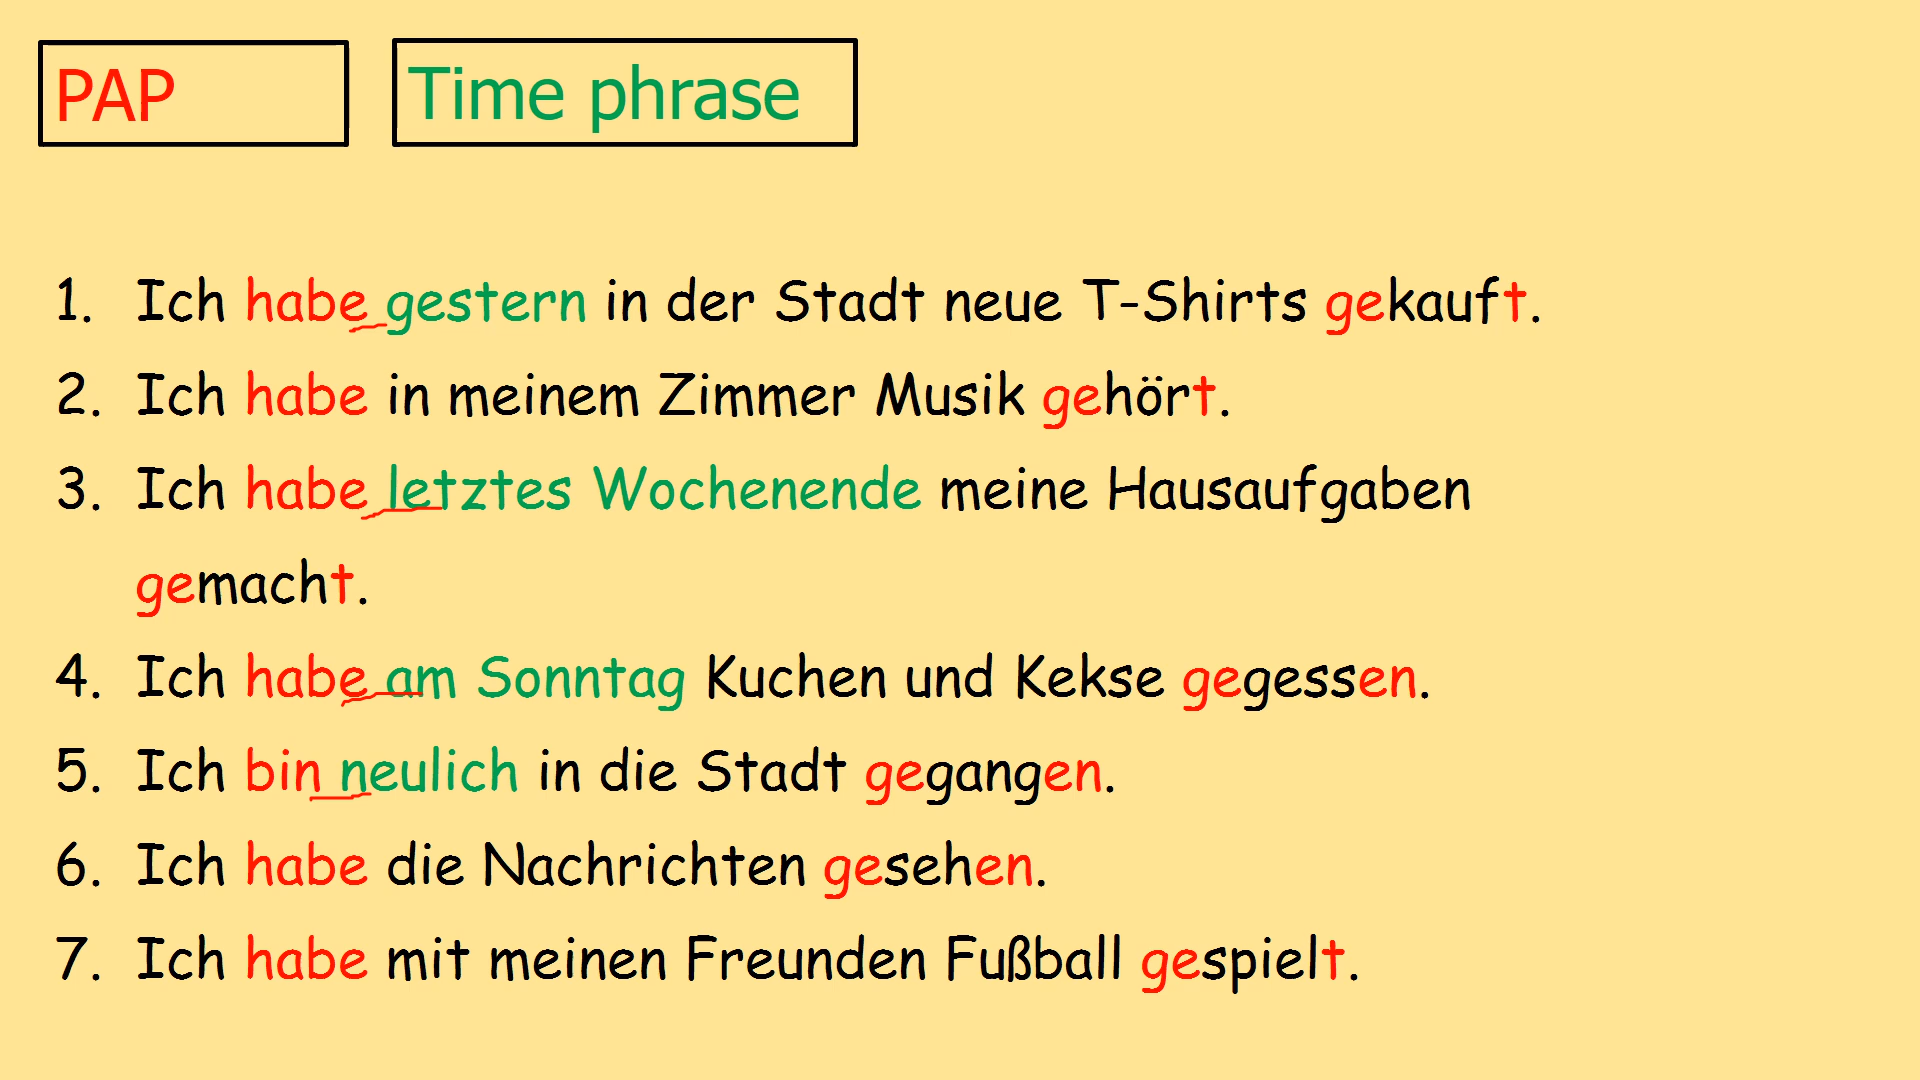 PAP
Time phrase
1. Ich habe gestern in der Stadt neue T-Shirts gekauft.
2. Ich habe in meinem Zimmer Musik gehört.
3. Ich habe letztes Wochenende meine Hausaufgaben
gemacht.
4. Ich habe am Sonntag Kuchen und Kekse gegessen.
5. Ich bin neulich in die Stadt gegangen.
6. Ich habe die Nachrichten gesehen.
7. Ich habe mit meinen Freunden Fußball gespielt.